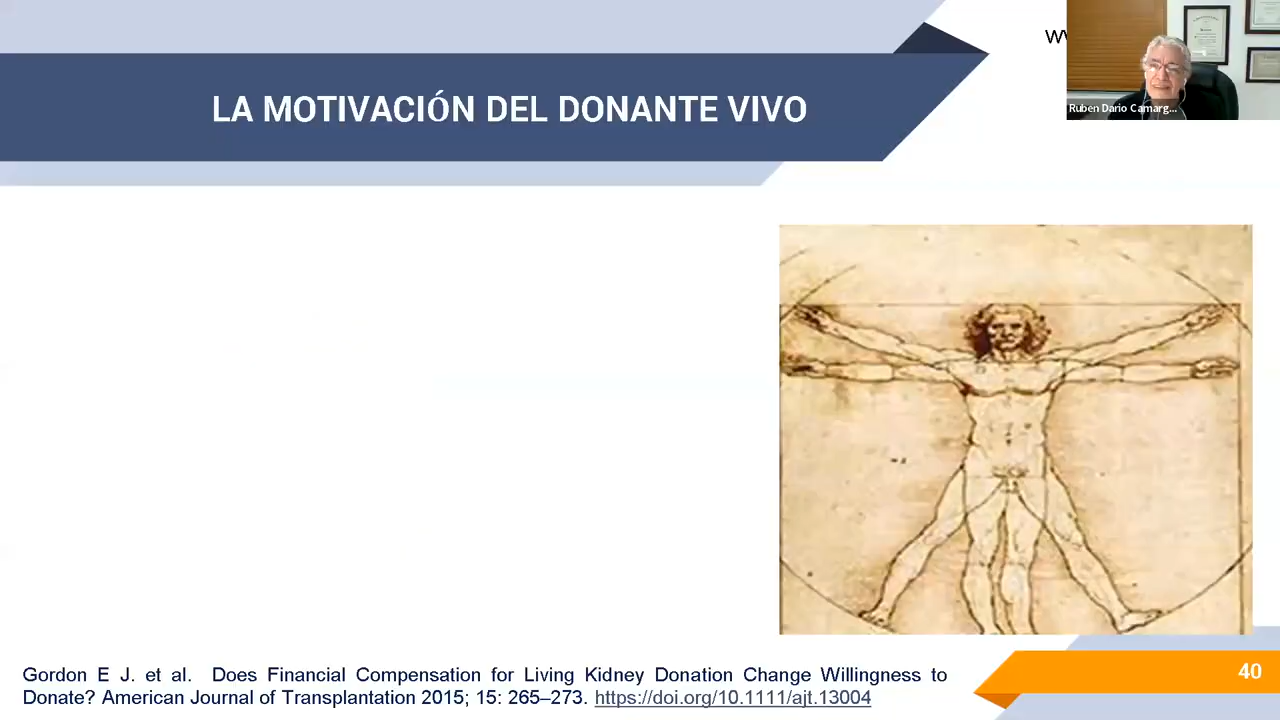 LA MOTIVACIÓN DEL DONANTE VIVO
Ruben Dario Camarg...
Gordon E J. et al. Does Financial Compensation for Living Kidney Donation Change Willingness to
Donate? American Journal of Transplantation 2015; 15: 265–273. https://doi.org/10.1111/ajt.13004
40